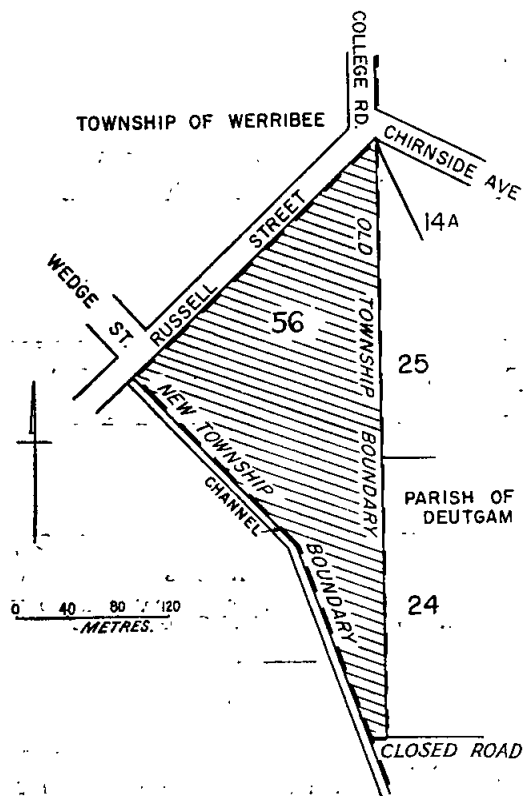 COLLEGE RD.
TOWNSHIP OF WERRIBEE
CHIRNSIDE AVE
14A
RUSSELL STREET
OLD TOWNSHIP BOUNDARY
WEDGE ST.
56
25
NEW TOWNSHIP BOUNDARY
CHANNEL
PARISH OF
DEUTGAM
24
0 40 80 120
METRES
CLOSED ROAD